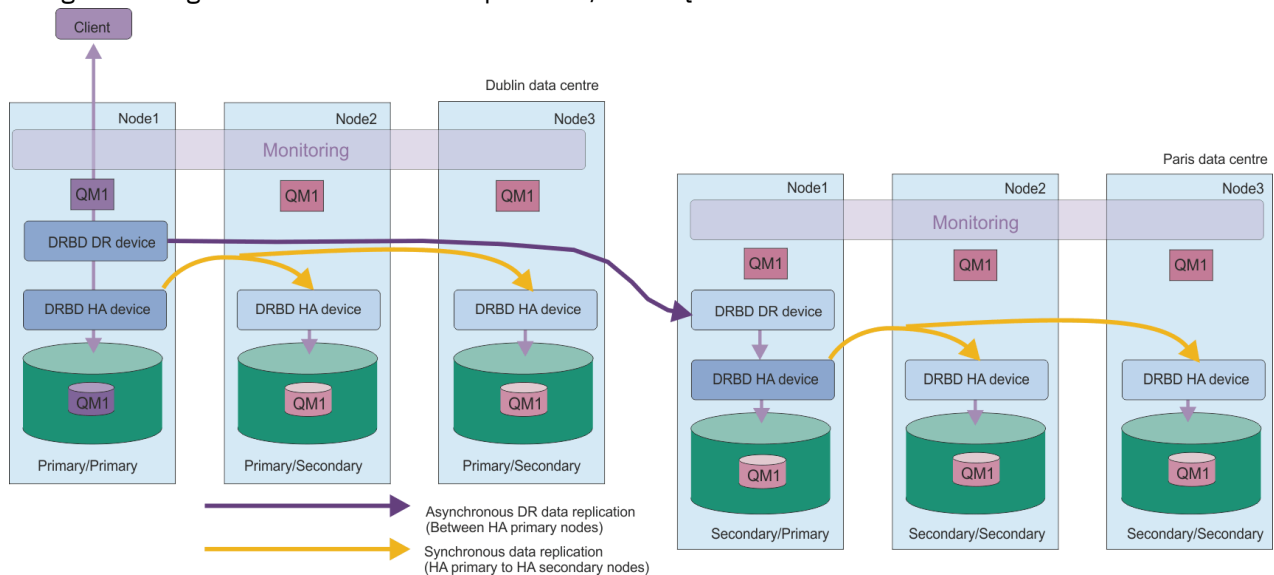 Client
Dublin data centre
Node1
Node2
Node3
Monitoring
QM1
QM1
QM1
DRBD DR device
DRBD HA device
DRBD HA device
DRBD HA device
QM1
QM1
QM1
Primary/Primary
Primary/Secondary
Primary/Secondary
Paris data centre
Node1
Node2
Node3
Monitoring
QM1
QM1
QM1
DRBD DR device
DRBD HA device
DRBD HA device
DRBD HA device
QM1
QM1
QM1
Secondary/Primary
Secondary/Secondary
Secondary/Secondary
Asynchronous DR data replication
(Between HA primary nodes)
Synchronous data replication
(HA primary to HA secondary nodes)